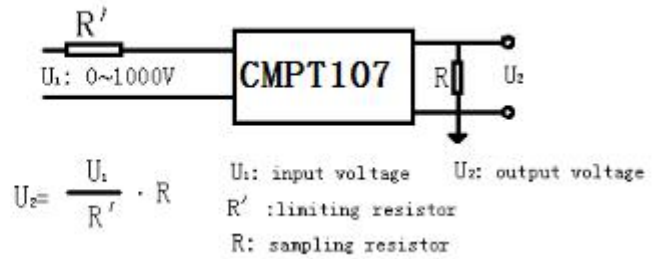 R′
U₁: 0~1000V
CMPT107
R
U₂
U₂= U₁ / R′ · R
U₁: input voltage U₂: output voltage
R′ :limiting resistor
R: sampling resistor